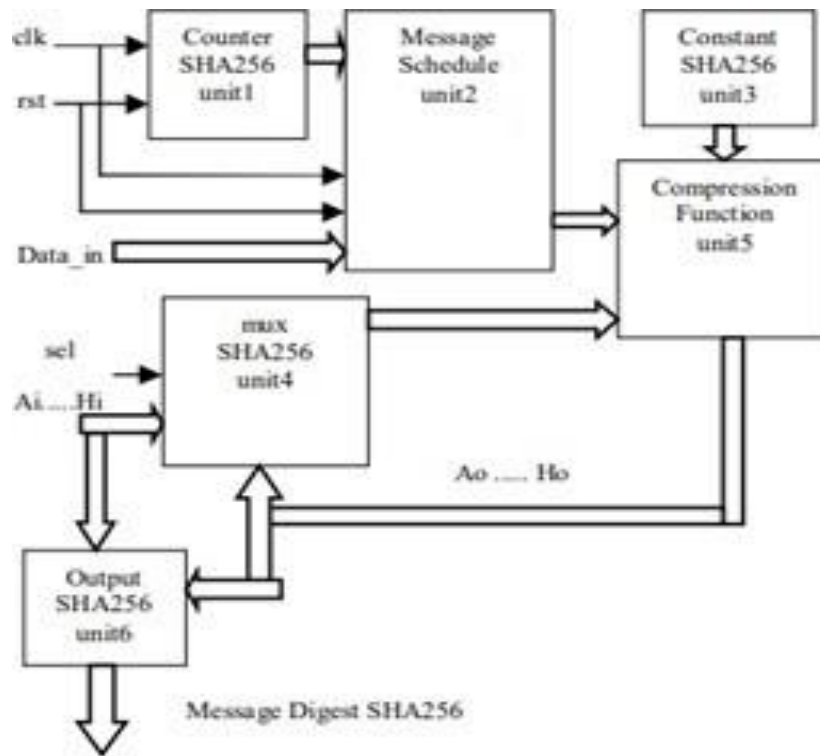 clk
rst
Counter
SHA256
unit1
Message
Schedule
unit2
Constant
SHA256
unit3
Compression
Function
unit5
Data_in
mux
SHA256
unit4
sel
Ai.....Hi
Ao ..... Ho
Output
SHA256
unit6
Message Digest SHA256